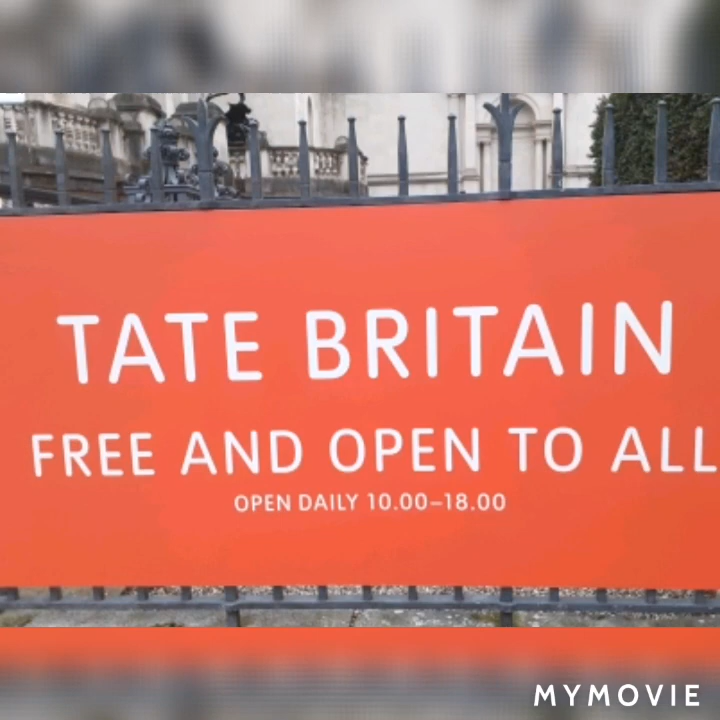 TATE BRITAIN
FREE AND OPEN TO ALL
OPEN DAILY 10.00–18.00
MYMOVIE